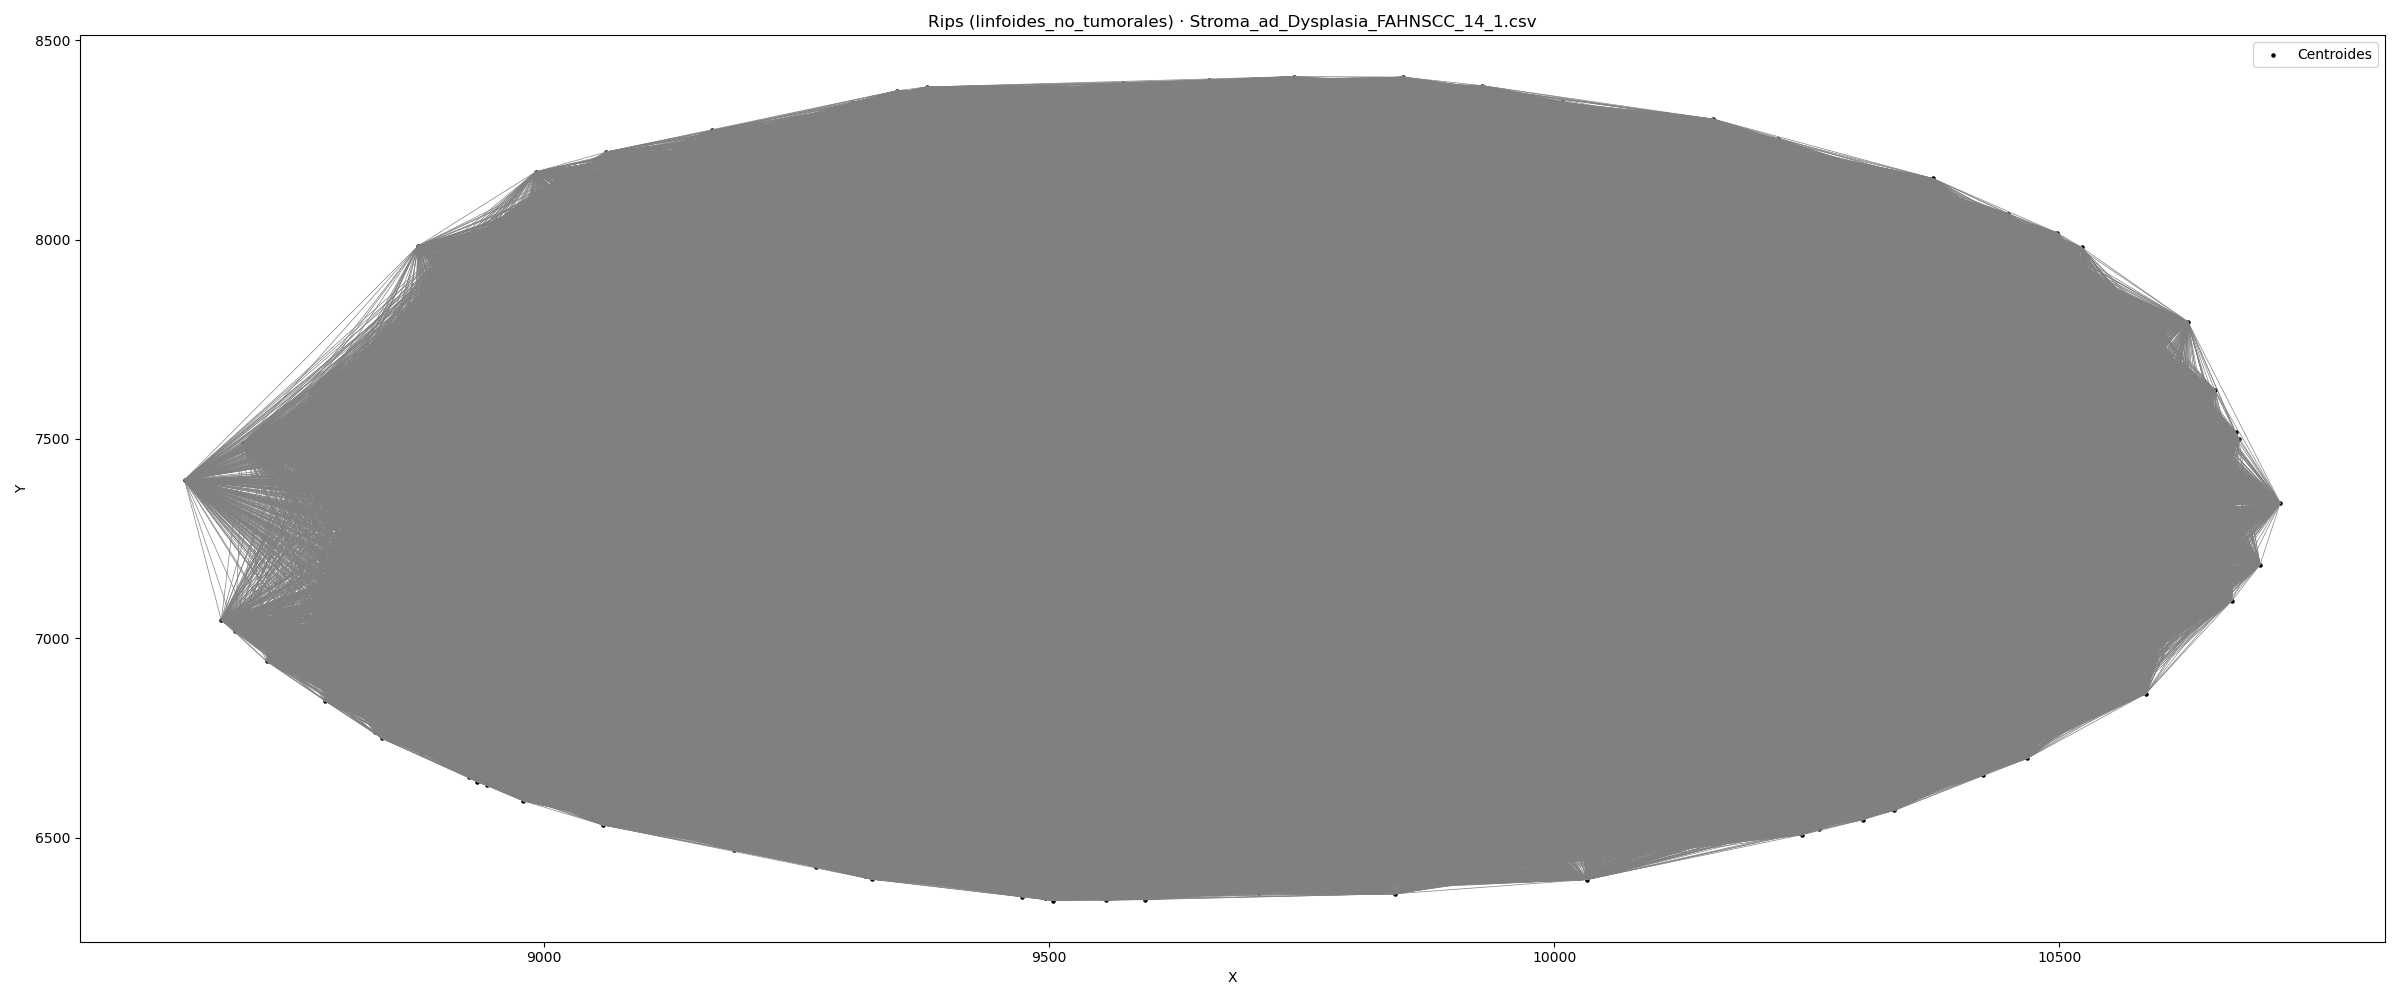 Rips (linfoides_no_tumorales) · Stroma_ad_Dysplasia_FAHNSCC_14_1.csv
Centroides
8500
8000
7500
7000
6500
Y
9000 9500 10000 10500
X